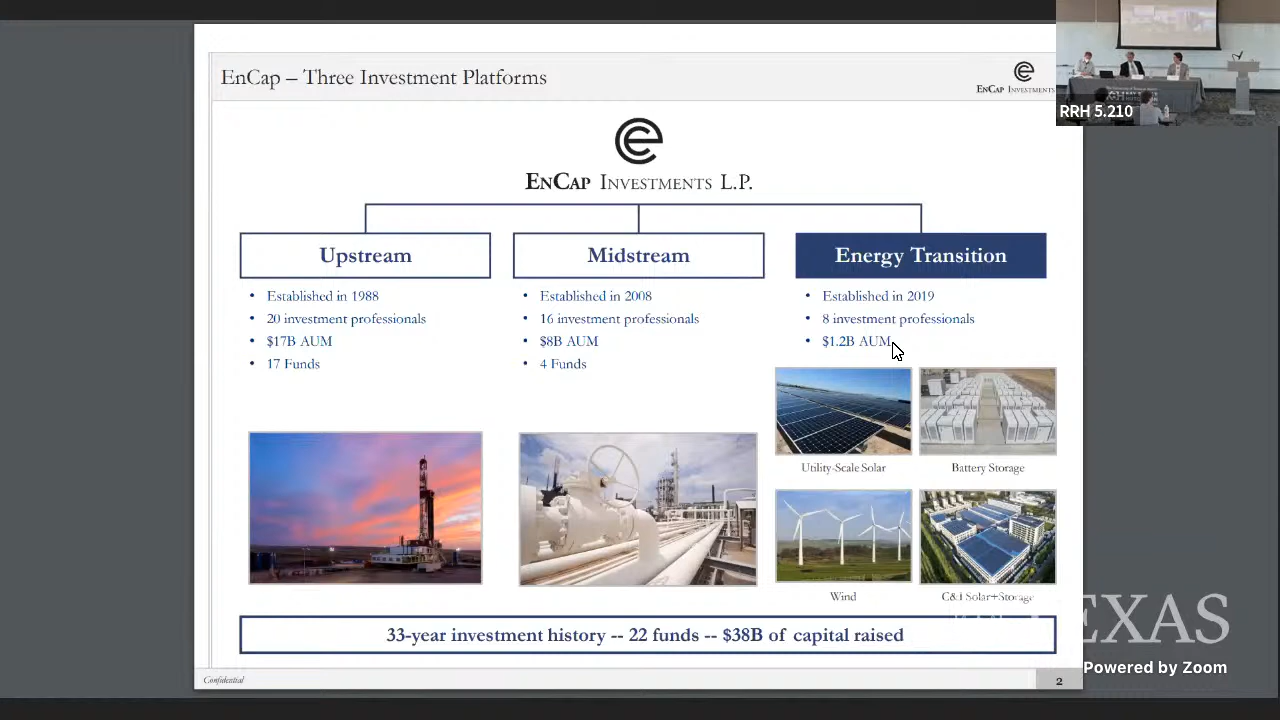 EnCap – Three Investment Platforms
ENCAP INVESTMENTS
RRH 5.210
ENCAP INVESTMENTS L.P.
Upstream
Midstream
Energy Transition
• Established in 1988
• 20 investment professionals
• $17B AUM
• 17 Funds
• Established in 2008
• 16 investment professionals
• $8B AUM
• 4 Funds
• Established in 2019
• 8 investment professionals
• $1.2B AUM
Utility-Scale Solar
Battery Storage
Wind
C&I Solar+Storage
33-year investment history -- 22 funds -- $38B of capital raised
EXAS
Powered by Zoom
Confidential
2